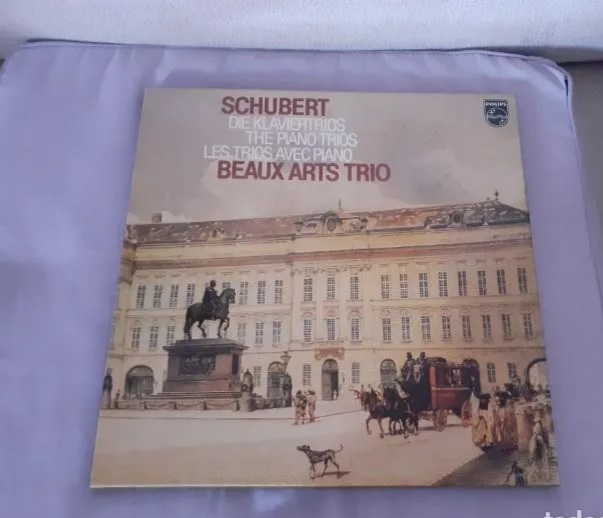 SCHUBERT
DIE KLAVIERTRIOS
THE PIANO TRIOS
LES TRIOS AVEC PIANO
BEAUX ARTS TRIO
PHILIPS